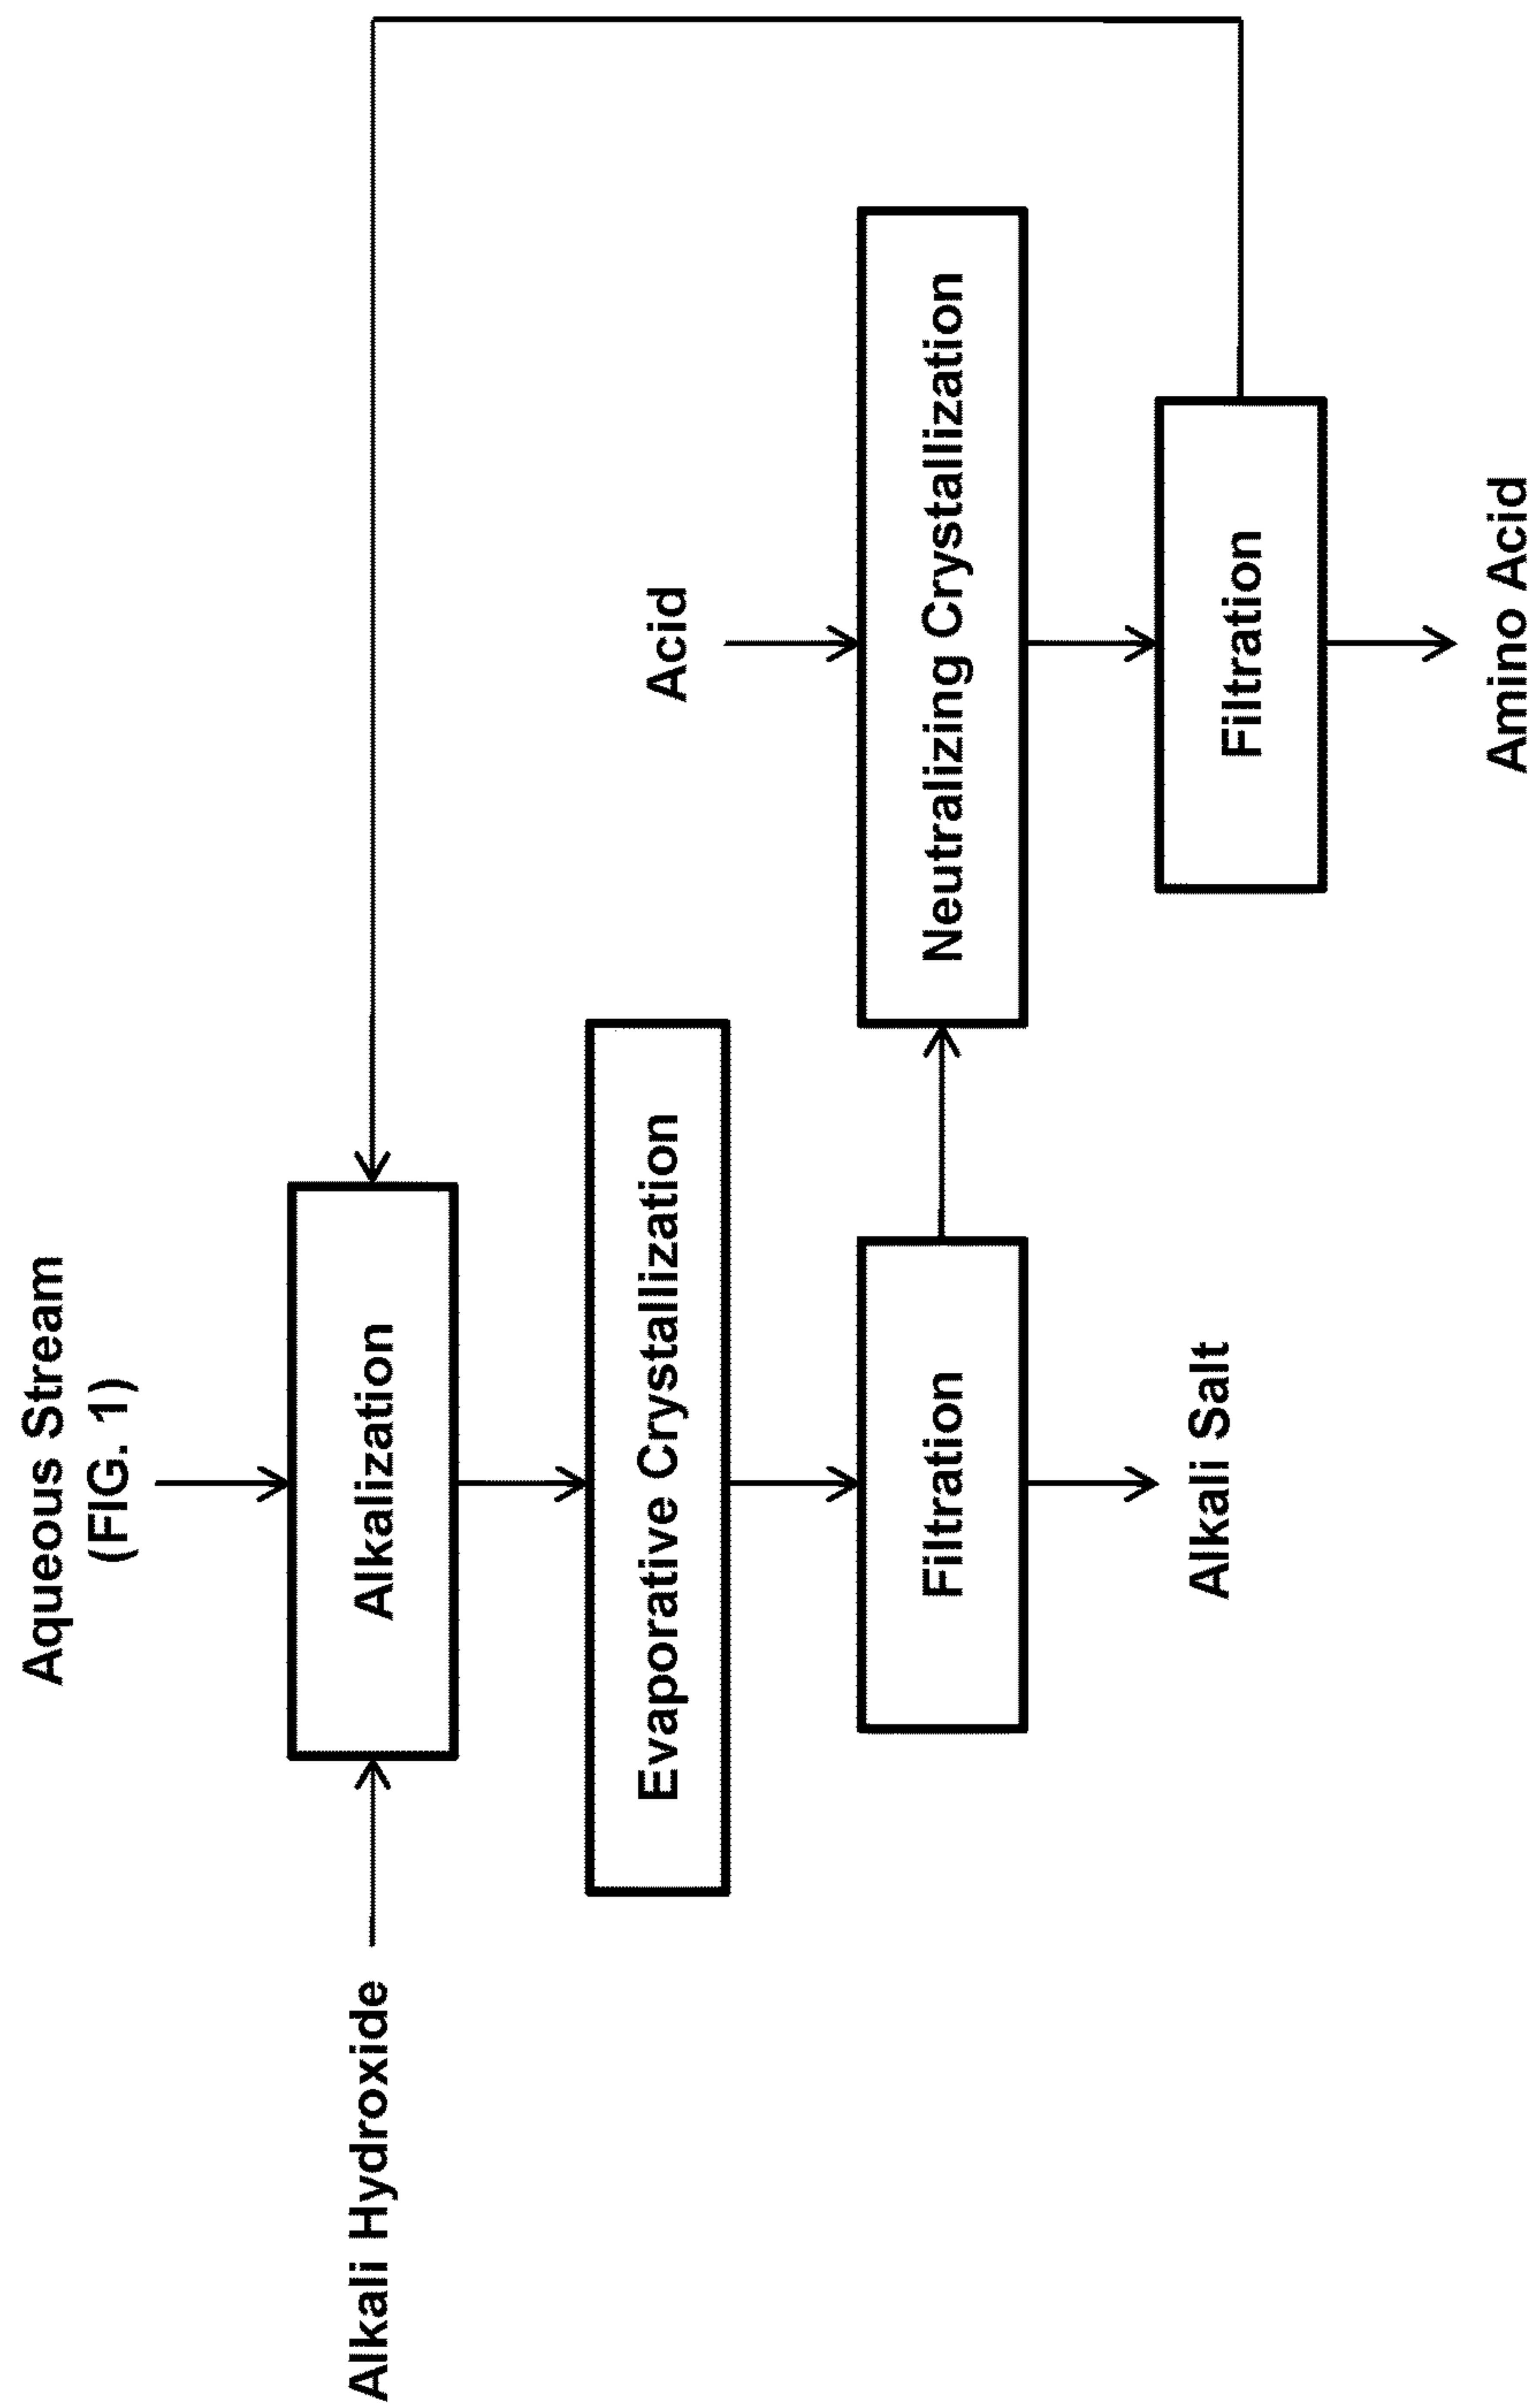 Aqueous Stream
(FIG. 1)
Alkali Hydroxide
Alkalization
Evaporative Crystallization
Acid
Filtration
Neutralizing Crystallization
Alkali Salt
Filtration
Amino Acid